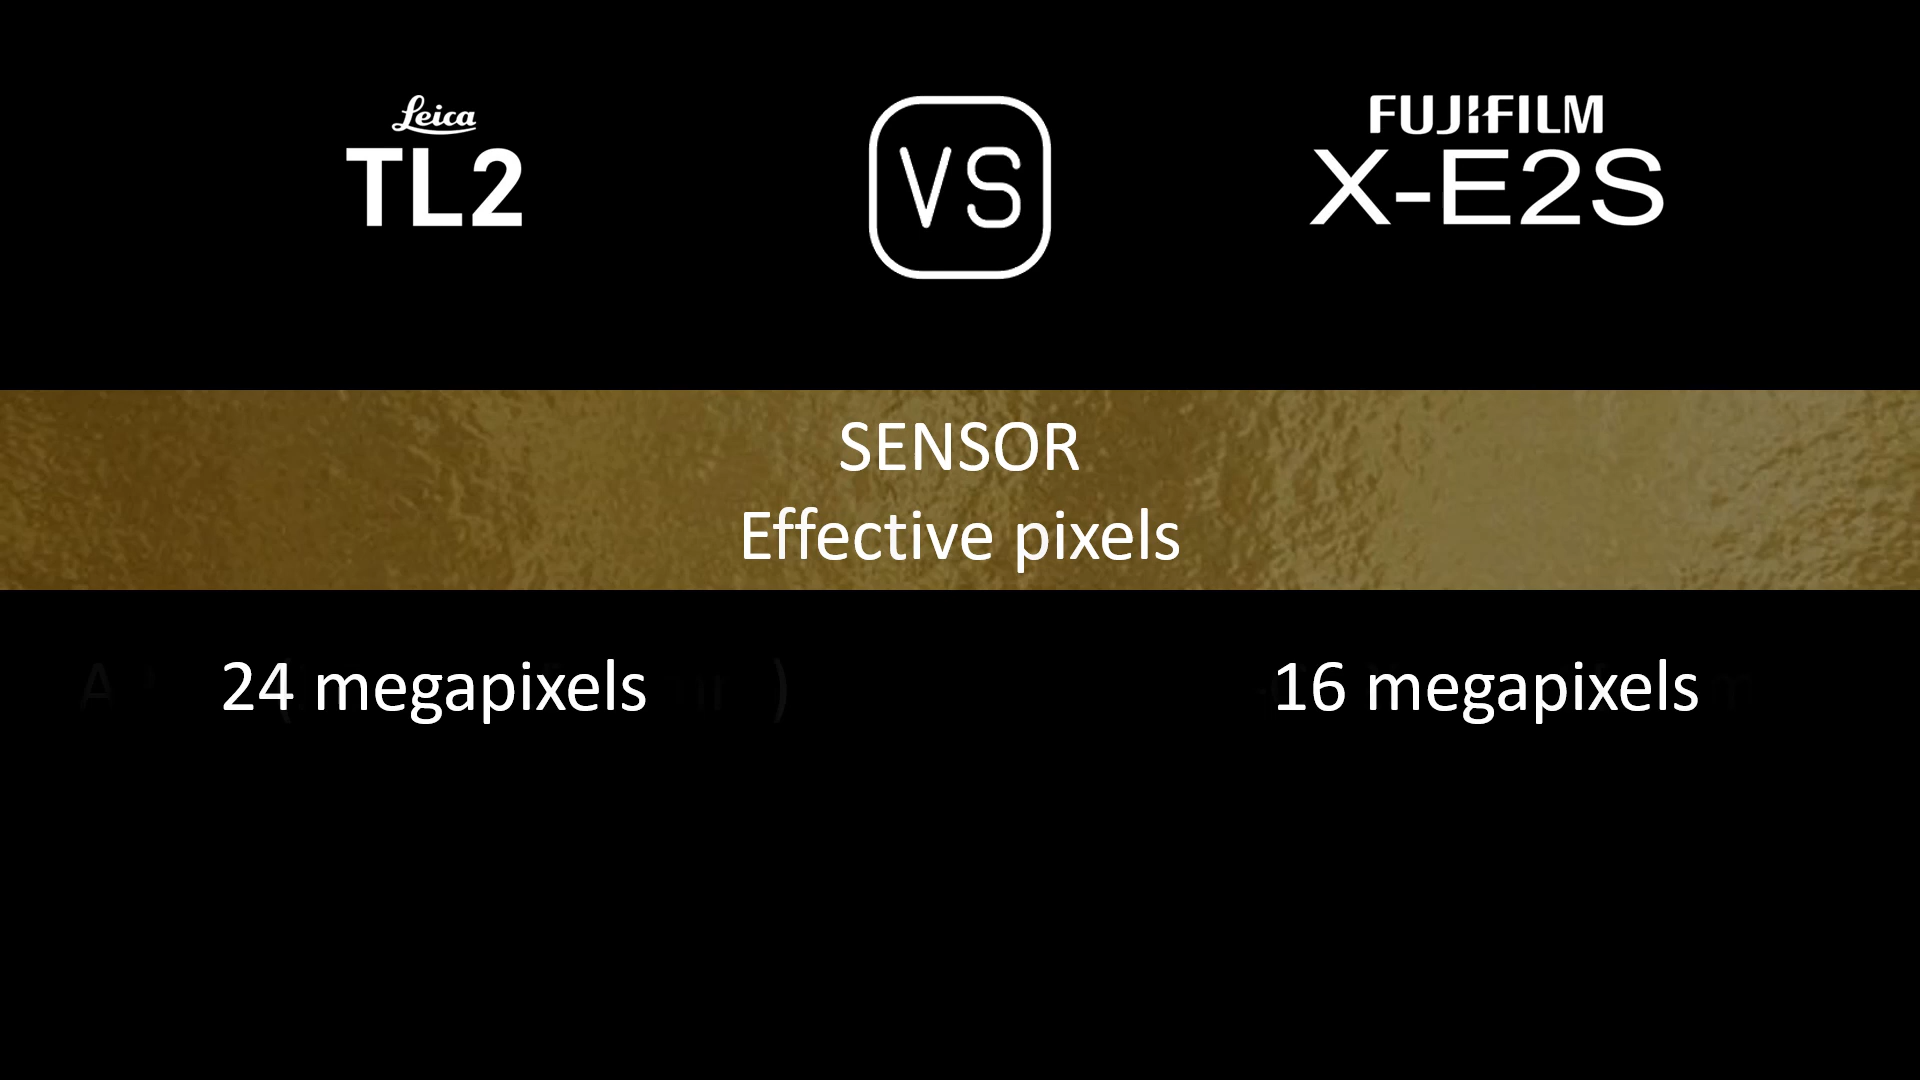 Leica
TL2
VS
FUJIFILM
X-E2S
SENSOR
Effective pixels
24 megapixels
16 megapixels